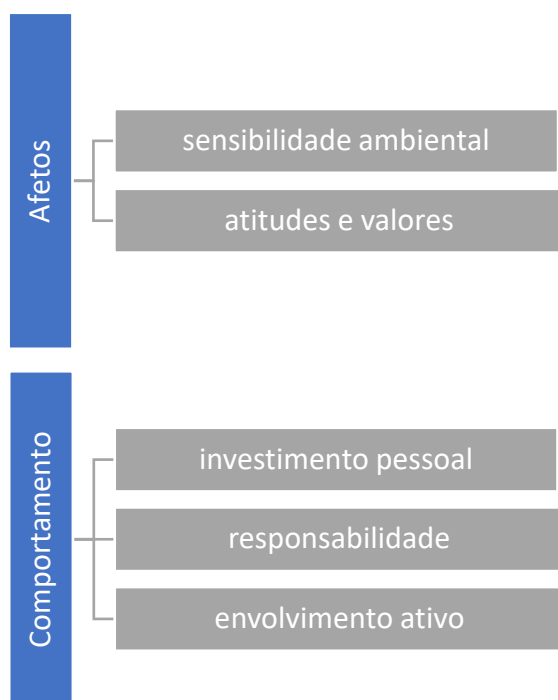 Afetos
sensibilidade ambiental
atitudes e valores
Comportamento
investimento pessoal
responsabilidade
envolvimento ativo